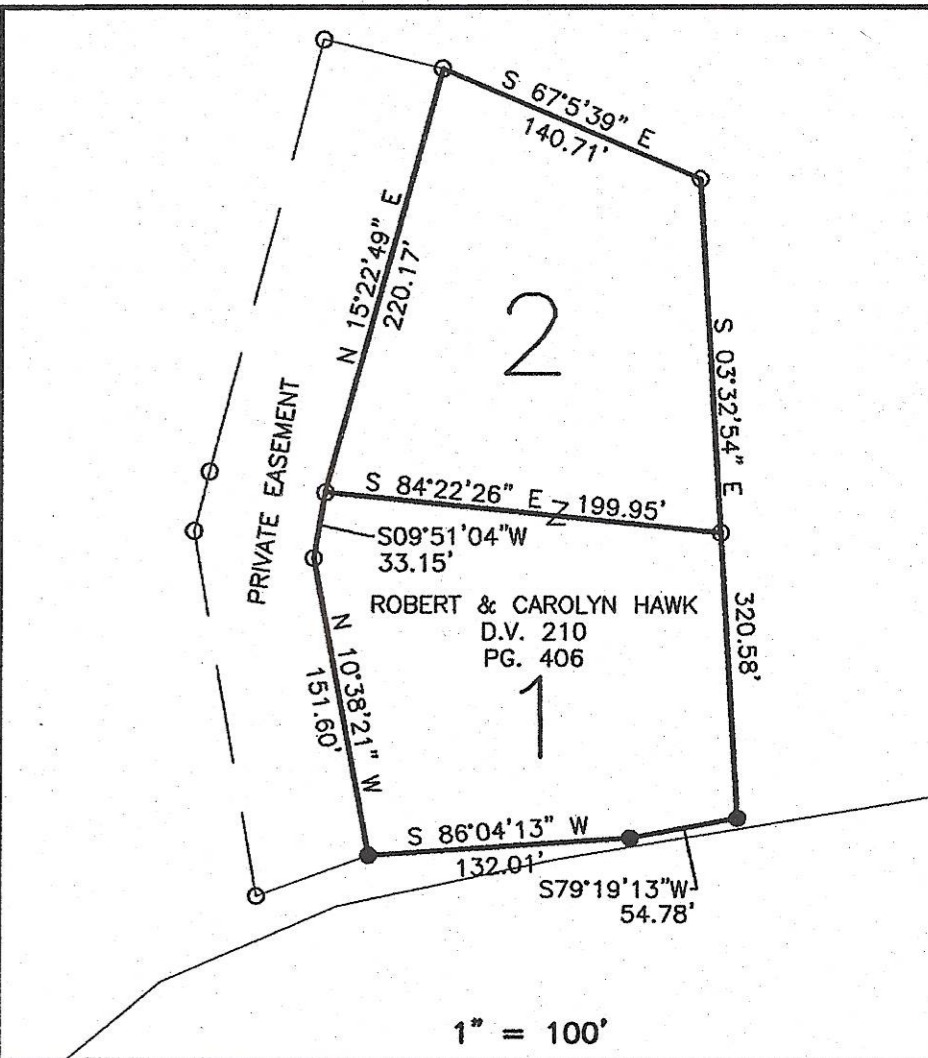 S 67°5'39" E
140.71'
N 15°22'49" E
220.17'
2
S 03°32'54" E
PRIVATE EASEMENT
S 84°22'26" E
Z
199.95'
S09°51'04"W
33.15'
ROBERT & CAROLYN HAWK
D.V. 210
PG. 406
320.58'
N 10°38'21" W
151.60'
1
S 86°04'13" W
132.01'
S79°19'13"W
54.78'
1" = 100'